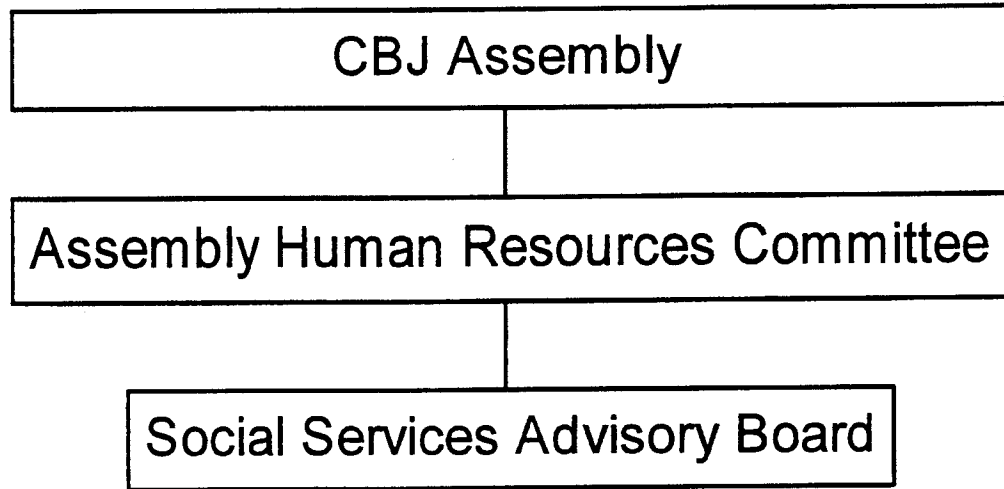 CBJ Assembly
Assembly Human Resources Committee
Social Services Advisory Board